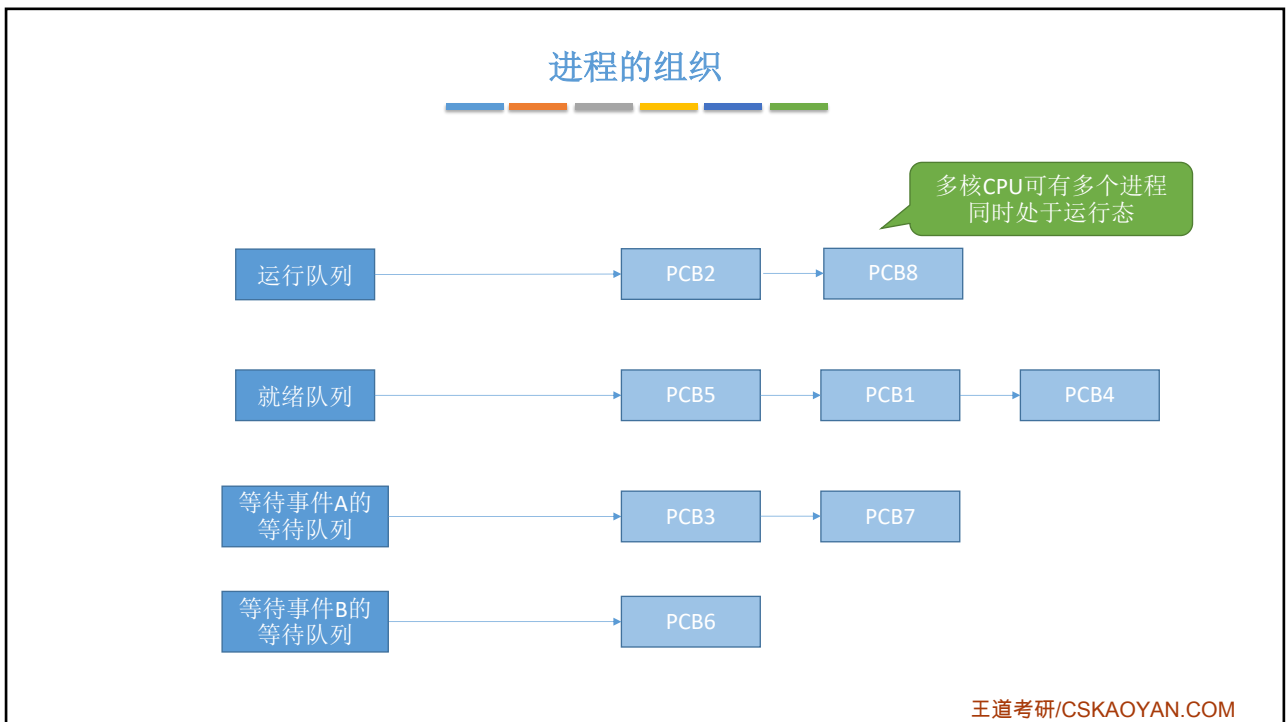 进程的组织
多核CPU可有多个进程
同时处于运行态
运行队列
PCB2
PCB8
就绪队列
PCB5
PCB1
PCB4
等待事件A的
等待队列
PCB3
PCB7
等待事件B的
等待队列
PCB6
王道考研/CSKAOYAN.COM